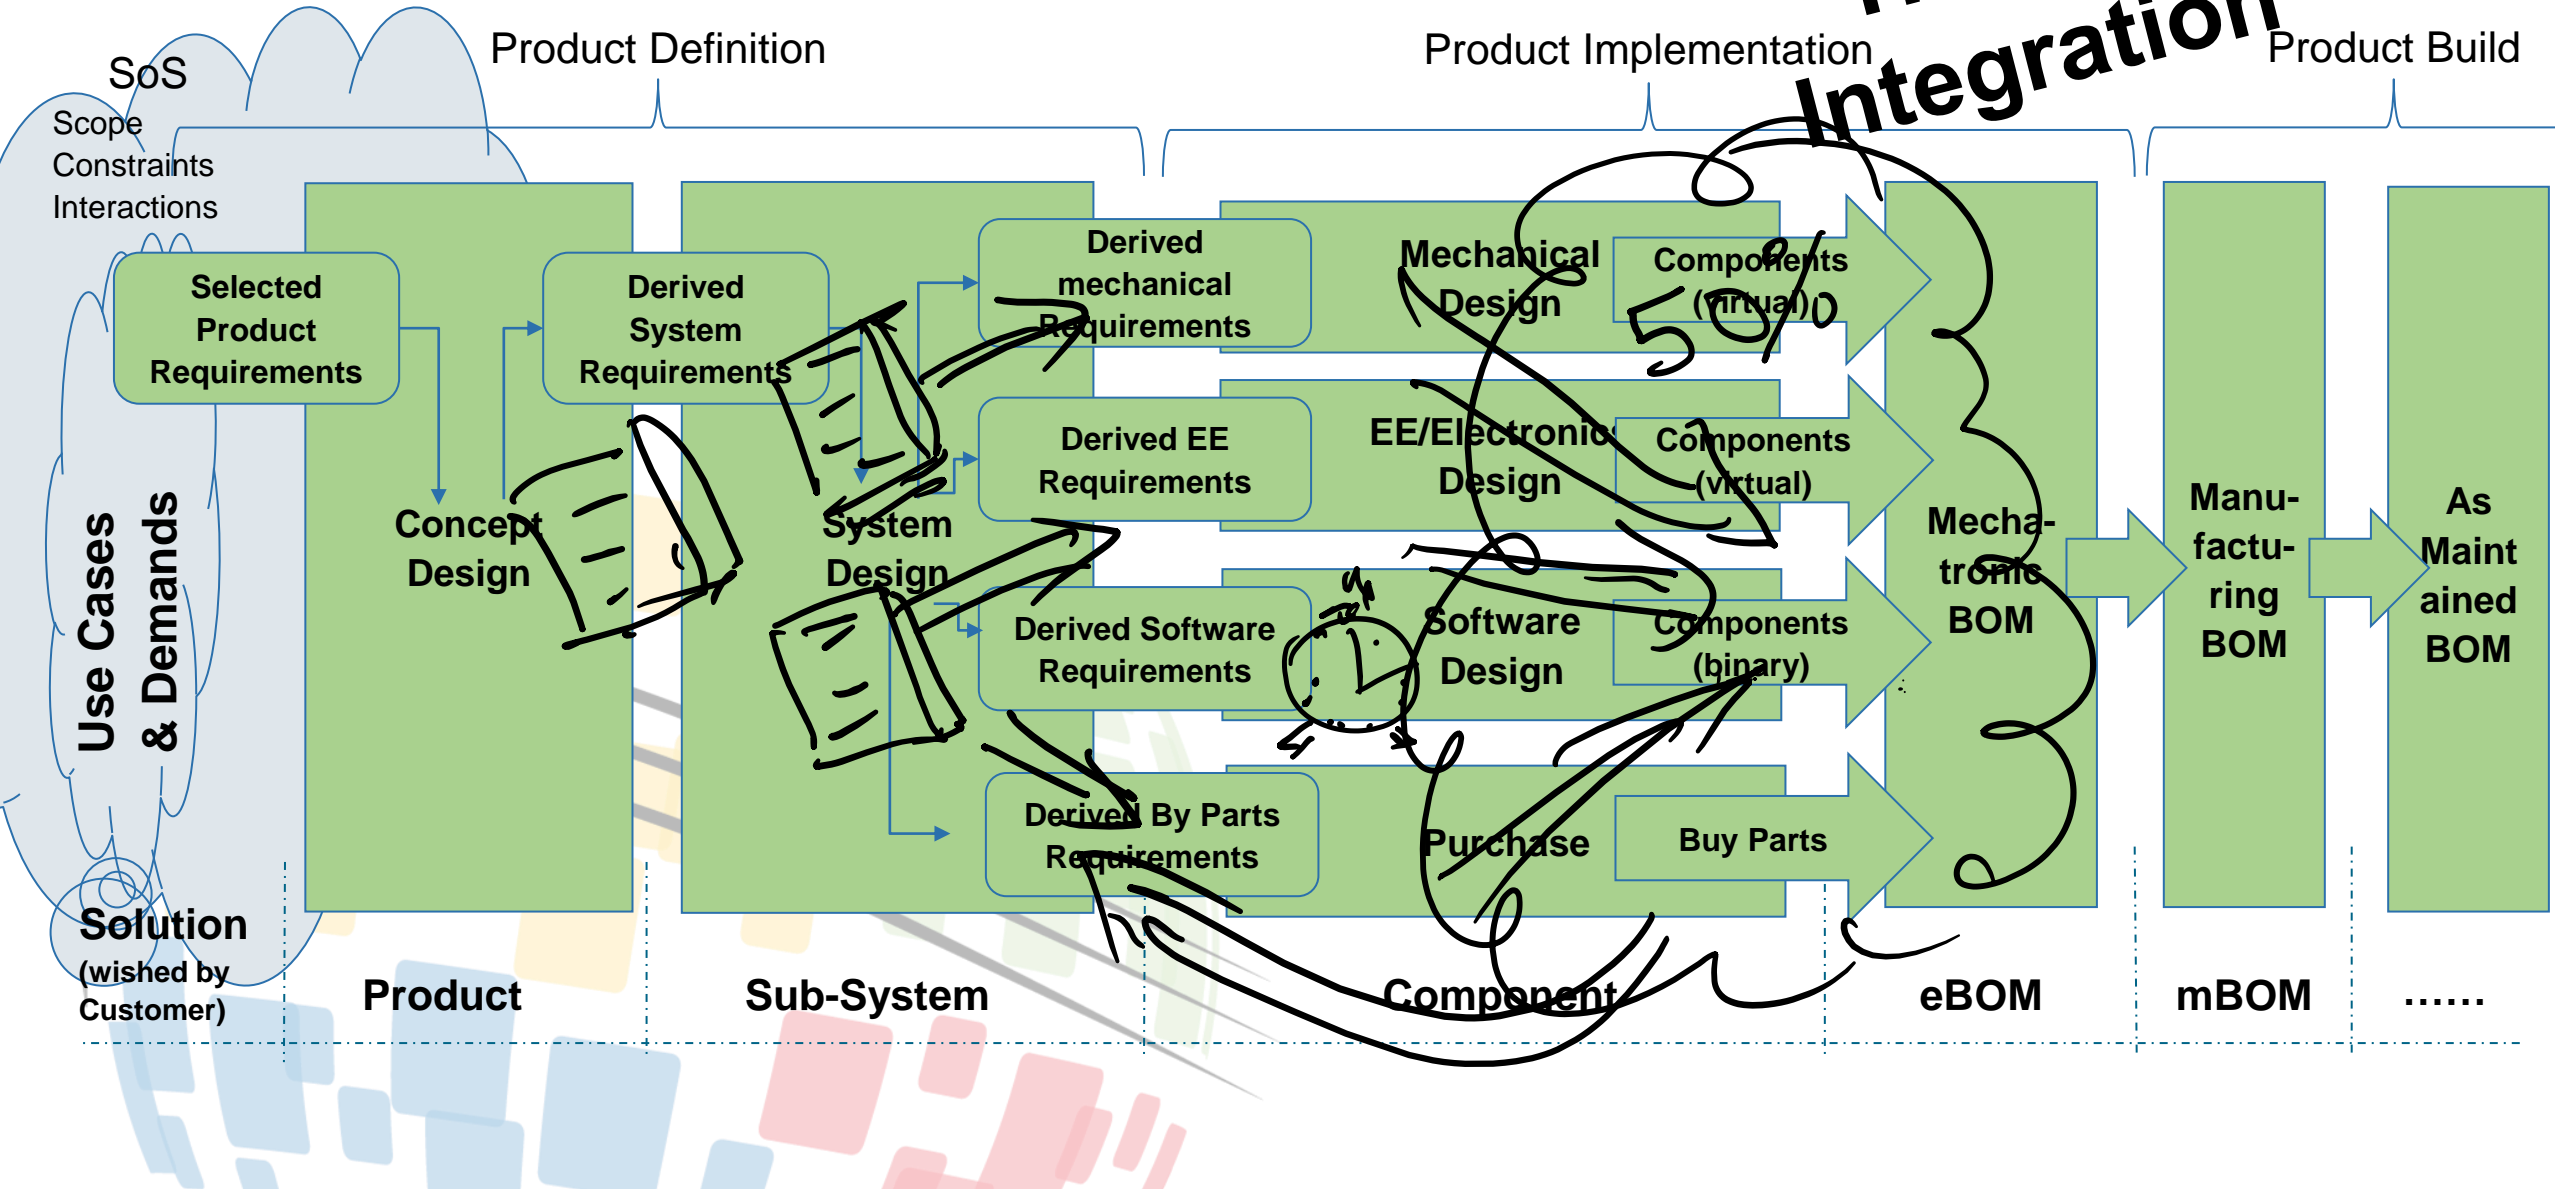 Integration
Product Definition
Product Implementation
Product Build
SoS
Scope
Constraints
Interactions
Selected
Product
Requirements
Derived
System
Requirements
Derived
mechanical
Requirements
Mechanical
Design
Components
(virtual)
50%
Derived EE
Requirements
EE/Electronics
Design
Components
(virtual)
Concept
Design
System
Design
Derived Software
Requirements
Software
Design
Components
(binary)
Derived By Parts
Requirements
Purchase
Buy Parts
Mecha-
tronic
BOM
Manu-
factu-
ring
BOM
As
Maint
ained
BOM
Use Cases
& Demands
Solution
(wished by
Customer)
Product
Sub-System
Component
eBOM
mBOM
......